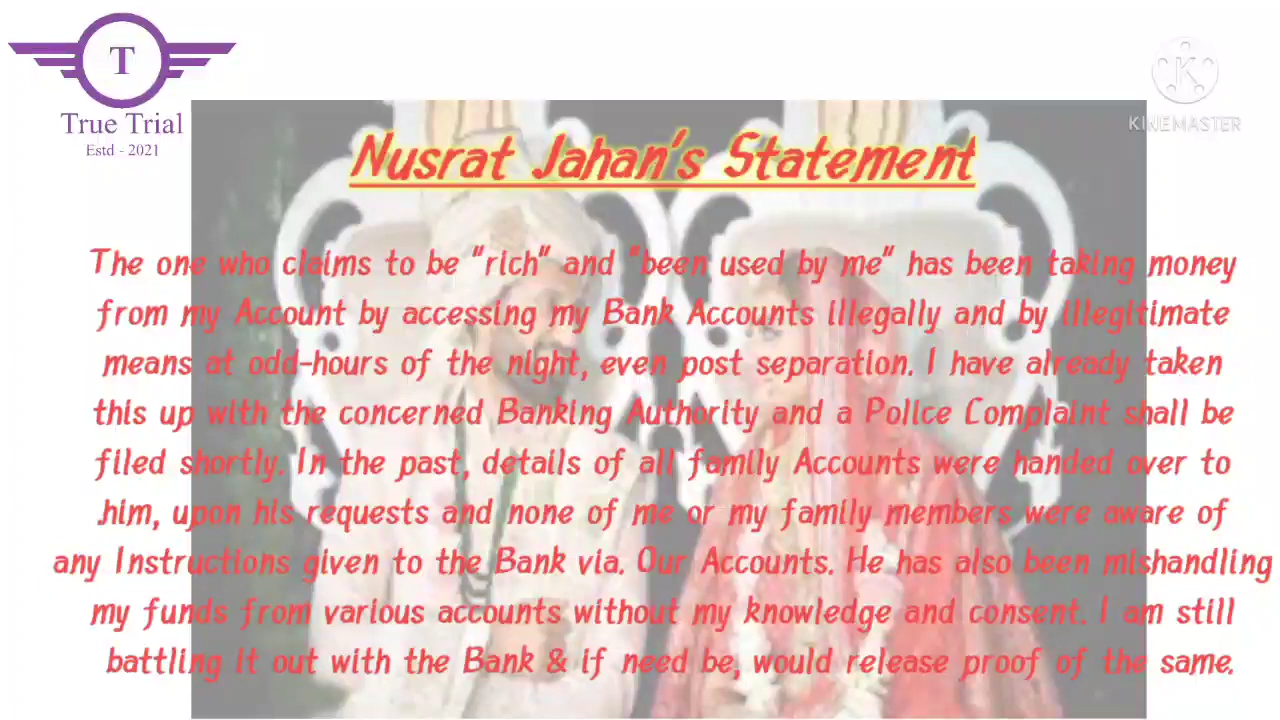 T
True Trial
Estd - 2021
K
KINEMASTER
Nusrat Jahan's Statement
The one who claims to be "rich" and "been used by me" has been taking money
from my Account by accessing my Bank Accounts illegally and by illegitimate
means at odd-hours of the night, even post separation. I have already taken
this up with the concerned Banking Authority and a Police Complaint shall be
filed shortly. In the past, details of all family Accounts were handed over to
.him, upon his requests and none of me or my family members were aware of
any Instructions given to the Bank via. Our Accounts. He has also been mishandling
my funds from various accounts without my knowledge and consent. I am still
battling it out with the Bank & if need be, would release proof of the same.